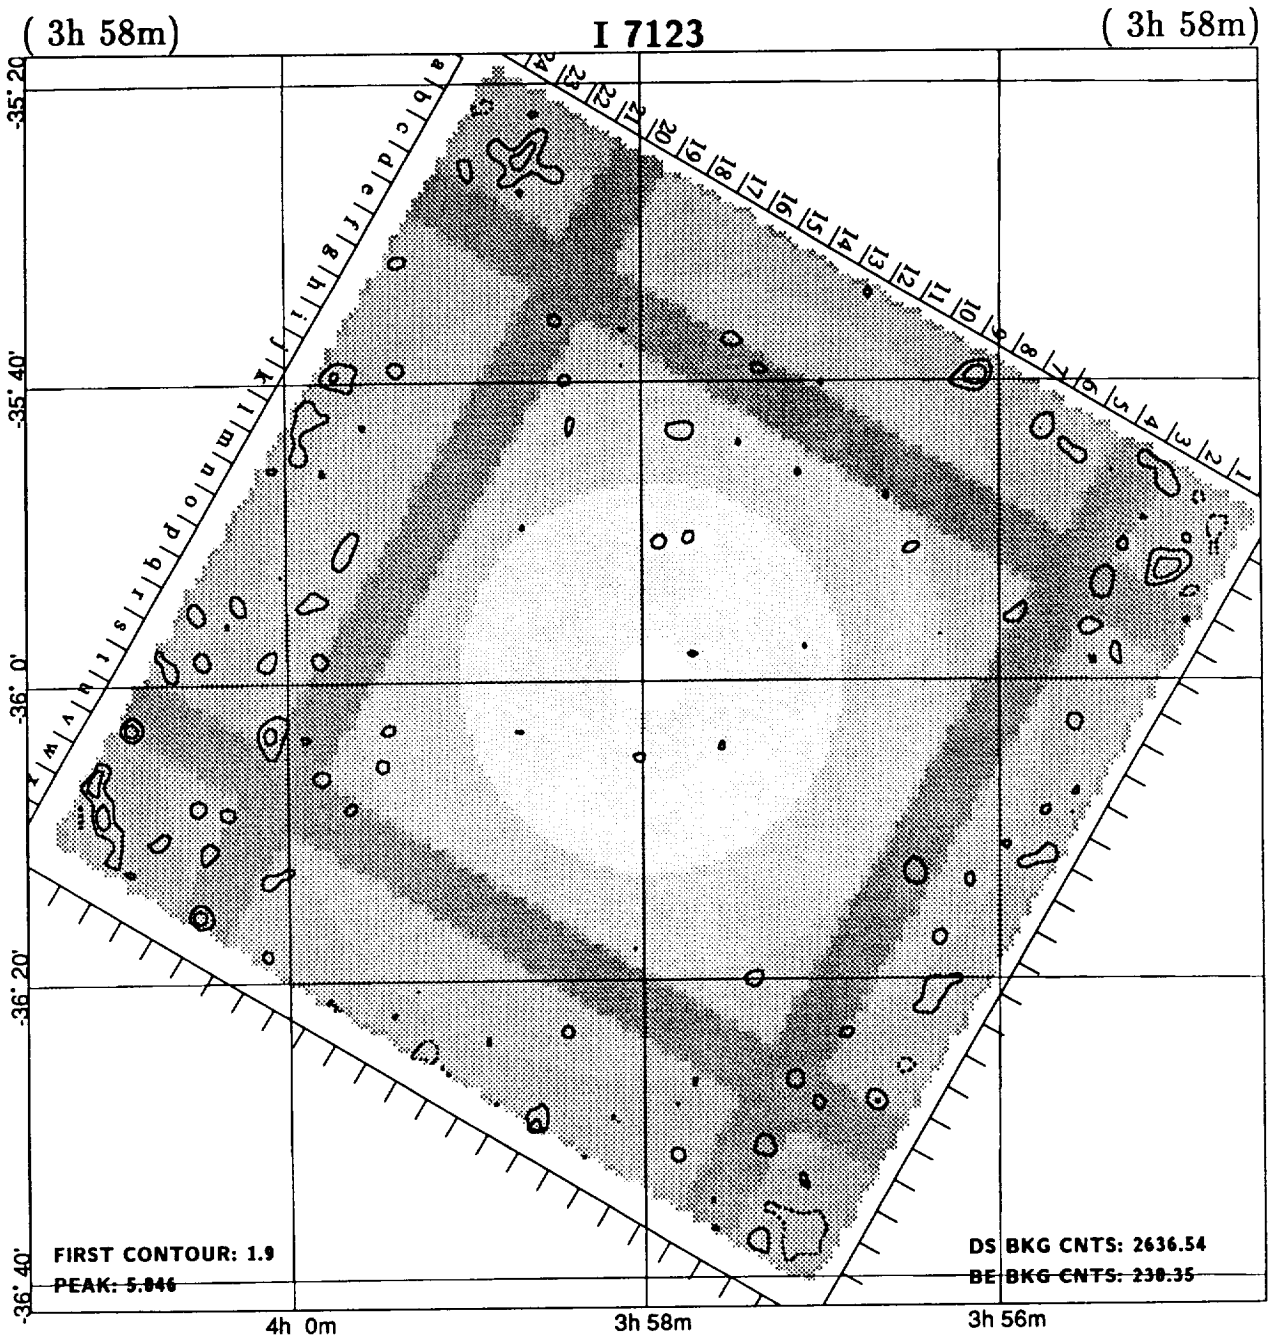 ( 3h 58m)
I 7123
( 3h 58m)
24 23 22 21 20 19 18 17 16 15 14 13 12 11 10 9 8 7 6 5 4 3 2 1
a b c d e f g h i j k l m n o p q r s t u v w x
-35° 20
-35° 40'
-36° 0'
-36° 20'
-36° 40'
FIRST CONTOUR: 1.9
PEAK: 5.846
DS BKG CNTS: 2636.54
BE BKG CNTS: 230.35
4h 0m
3h 58m
3h 56m